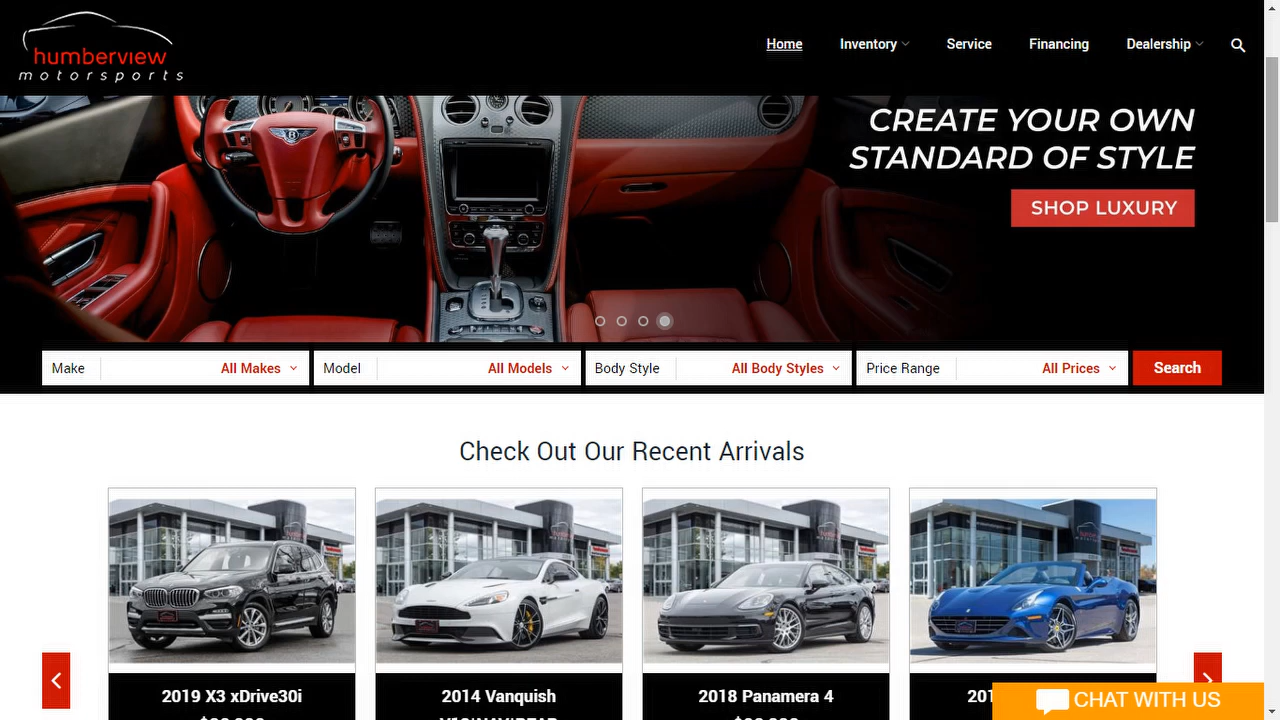 humberview
motorsports
Home
Inventory
Service
Financing
Dealership
CREATE YOUR OWN
STANDARD OF STYLE
SHOP LUXURY
Make
All Makes
Model
All Models
Body Style
All Body Styles
Price Range
All Prices
Search
Check Out Our Recent Arrivals
2019 X3 xDrive30i
2014 Vanquish
2018 Panamera 4
CHAT WITH US